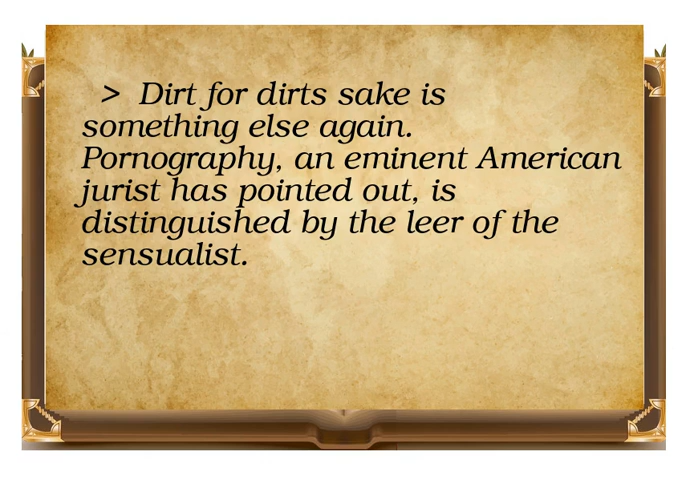 > Dirt for dirts sake is
something else again.
Pornography, an eminent American
jurist has pointed out, is
distinguished by the leer of the
sensualist.